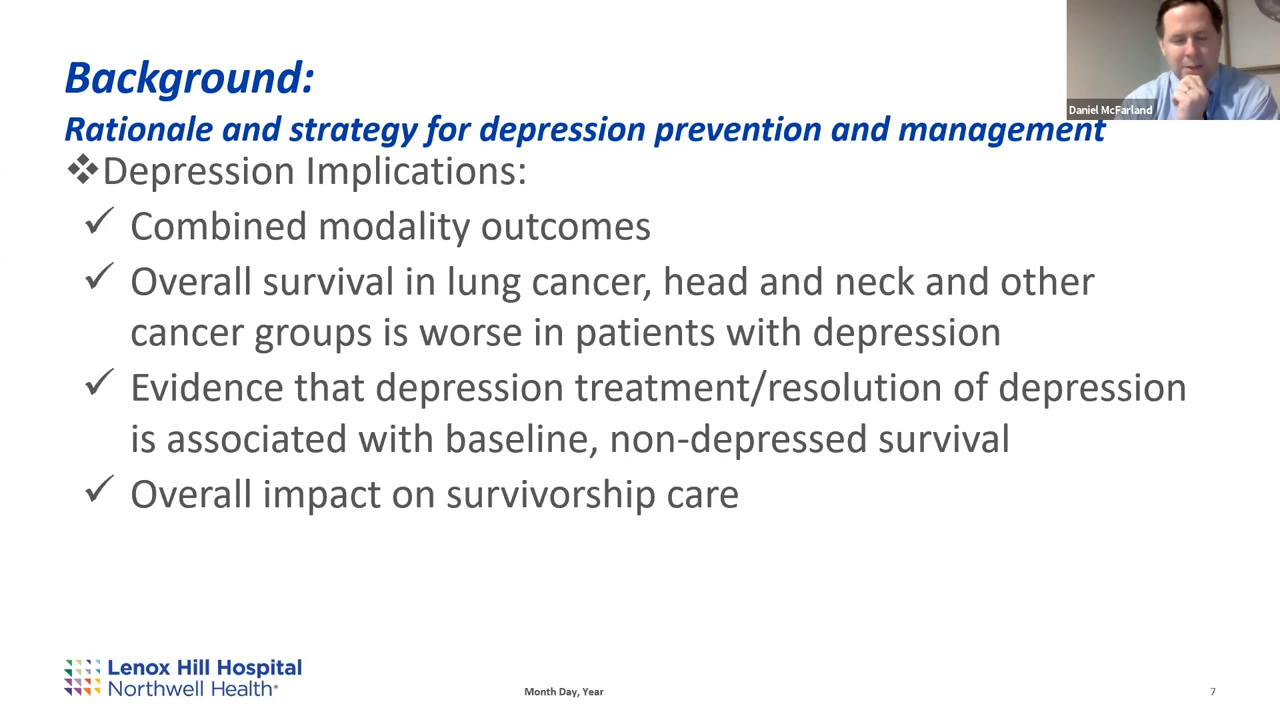 Background:
Daniel McFarland
Rationale and strategy for depression prevention and management
❖Depression Implications:
✓ Combined modality outcomes
✓ Overall survival in lung cancer, head and neck and other
cancer groups is worse in patients with depression
✓ Evidence that depression treatment/resolution of depression
is associated with baseline, non-depressed survival
✓ Overall impact on survivorship care
Lenox Hill Hospital
Northwell Health®
Month Day, Year
7